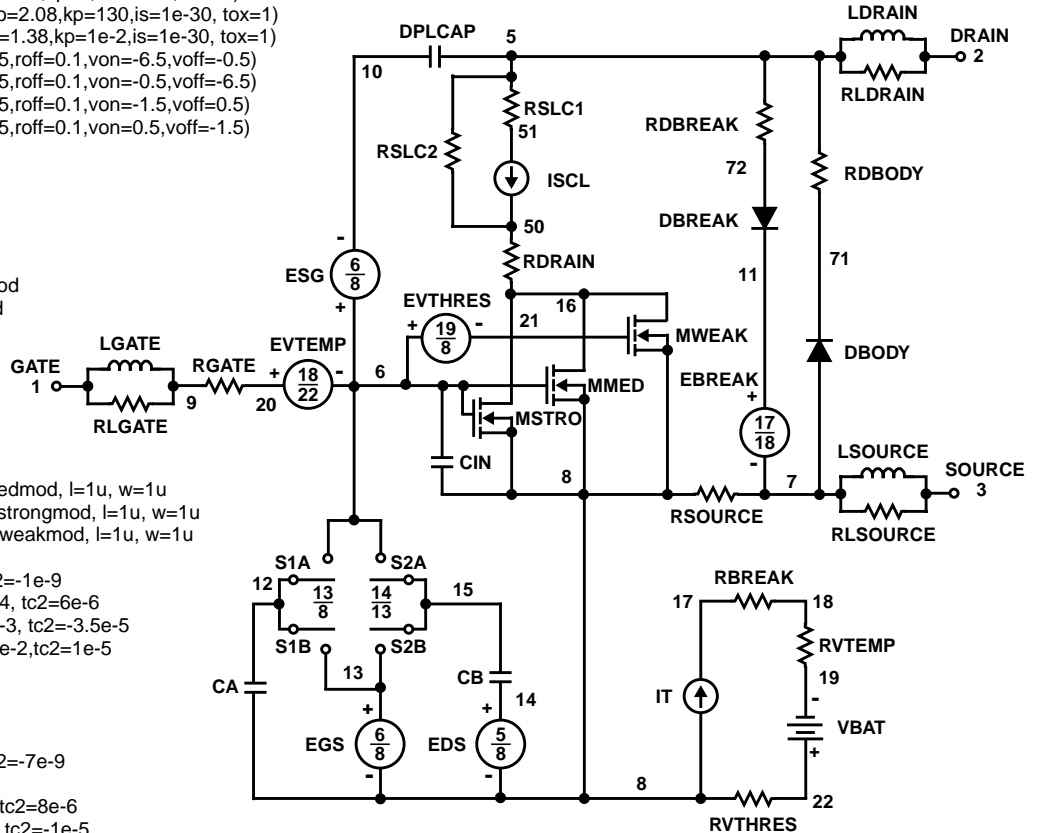 o=2.08,kp=130,is=1e-30, tox=1)
=1.38,kp=1e-2,is=1e-30, tox=1)
5,roff=0.1,von=-6.5,voff=-0.5)
5,roff=0.1,von=-0.5,voff=-6.5)
5,roff=0.1,von=-1.5,voff=0.5)
5,roff=0.1,von=0.5,voff=-1.5)
od
d
edmod, l=1u, w=1u
strongmod, l=1u, w=1u
weakmod, l=1u, w=1u
2=-1e-9
4, tc2=6e-6
-3, tc2=-3.5e-5
e-2,tc2=1e-5
2=-7e-9
tc2=8e-6
tc2=-1e-5
DPLCAP
5
10
LDRAIN
DRAIN
2
RLDRAIN
RSLC1
51
RSLC2
ISCL
50
RDRAIN
RDBREAK
72
RDBODY
DBREAK
11
71
ESG
-
6
8
+
EVTHRES
+
19
8
-
21
16
MWEAK
DBODY
LGATE
GATE
1
RLGATE
9
RGATE
20
EVTEMP
+
18
22
-
6
MMED
MSTRO
EBREAK
+
17
18
-
CIN
8
RSOURCE
7
LSOURCE
SOURCE
3
RLSOURCE
S1A
S2A
12
13
8
14
13
15
S1B
S2B
13
CA
CB
14
EGS
+
6
8
-
EDS
+
5
8
-
8
RBREAK
17
18
RVTEMP
19
IT
-
VBAT
+
22
RVTHRES